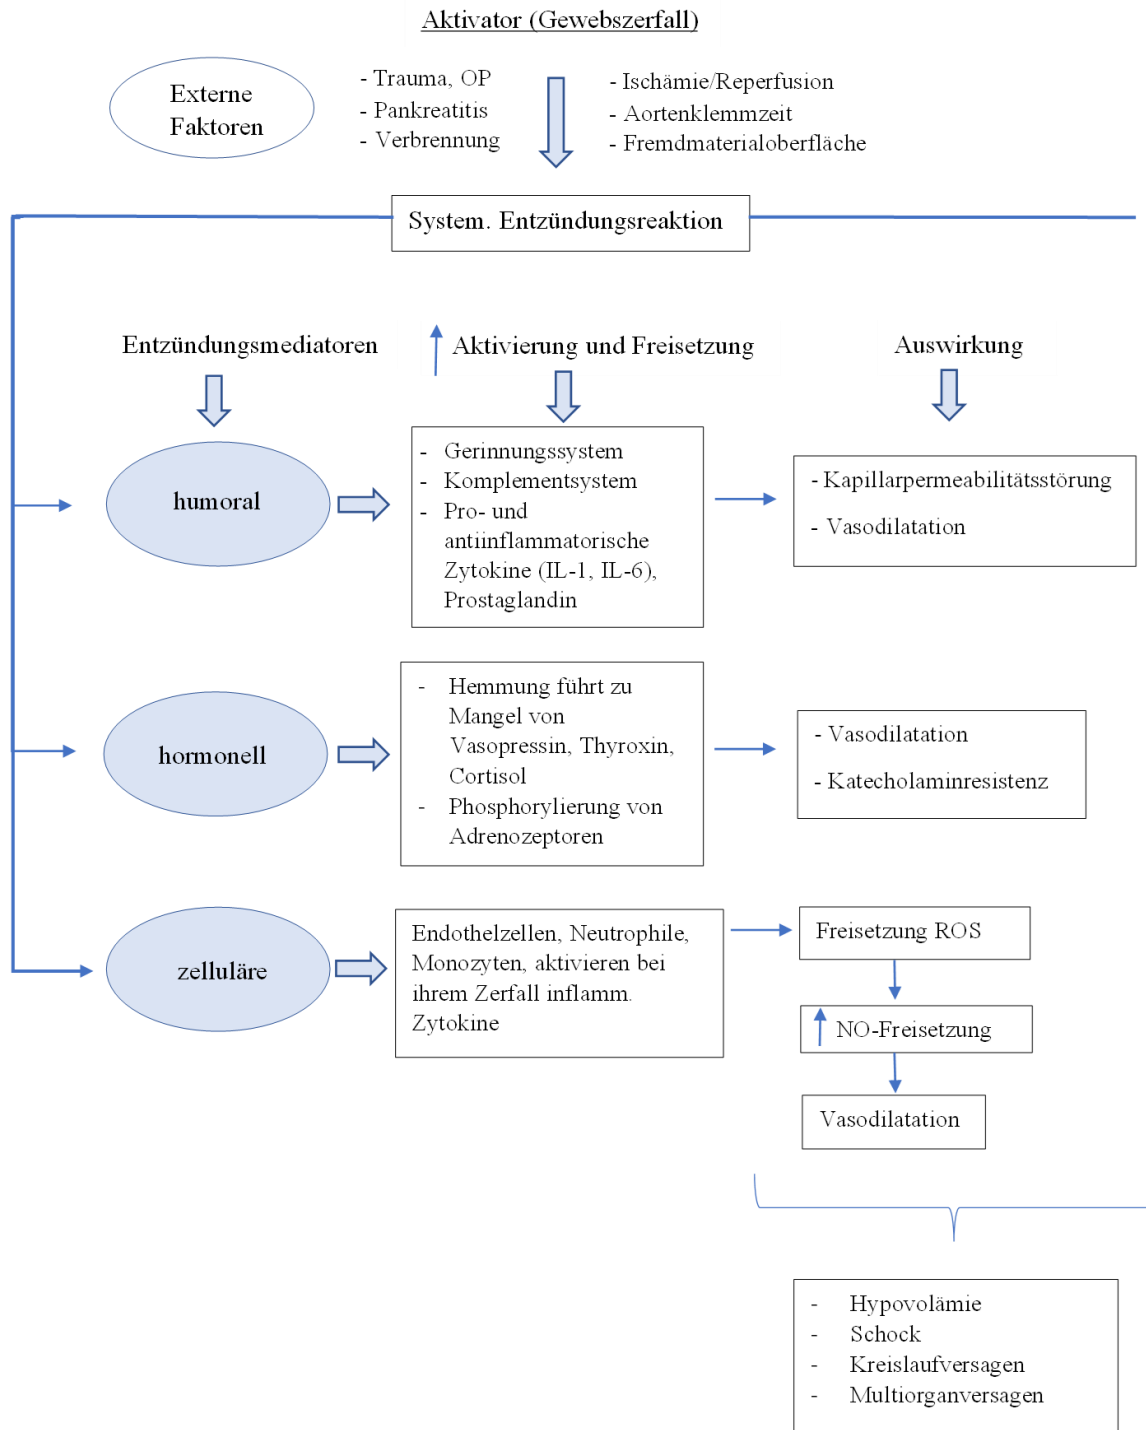 Aktivator (Gewebszerfall)
Externe
Faktoren
- Trauma, OP
- Pankreatitis
- Verbrennung
- Ischämie/Reperfusion
- Aortenklemmzeit
- Fremdmaterialoberfläche
System. Entzündungsreaktion
Entzündungsmediatoren
Aktivierung und Freisetzung
Auswirkung
humoral
- Gerinnungssystem
- Komplementsystem
- Pro- und
antiinflammatorische
Zytokine (IL-1, IL-6),
Prostaglandin
- Kapillarpermeabilitätsstörung
- Vasodilatation
hormonell
- Hemmung führt zu
Mangel von
Vasopressin, Thyroxin,
Cortisol
- Phosphorylierung von
Adrenozeptoren
- Vasodilatation
- Katecholaminresistenz
zelluläre
Endothelzellen, Neutrophile,
Monozyten, aktivieren bei
ihrem Zerfall inflamm.
Zytokine
Freisetzung ROS
NO-Freisetzung
Vasodilatation
- Hypovolämie
- Schock
- Kreislaufversagen
- Multiorganversagen